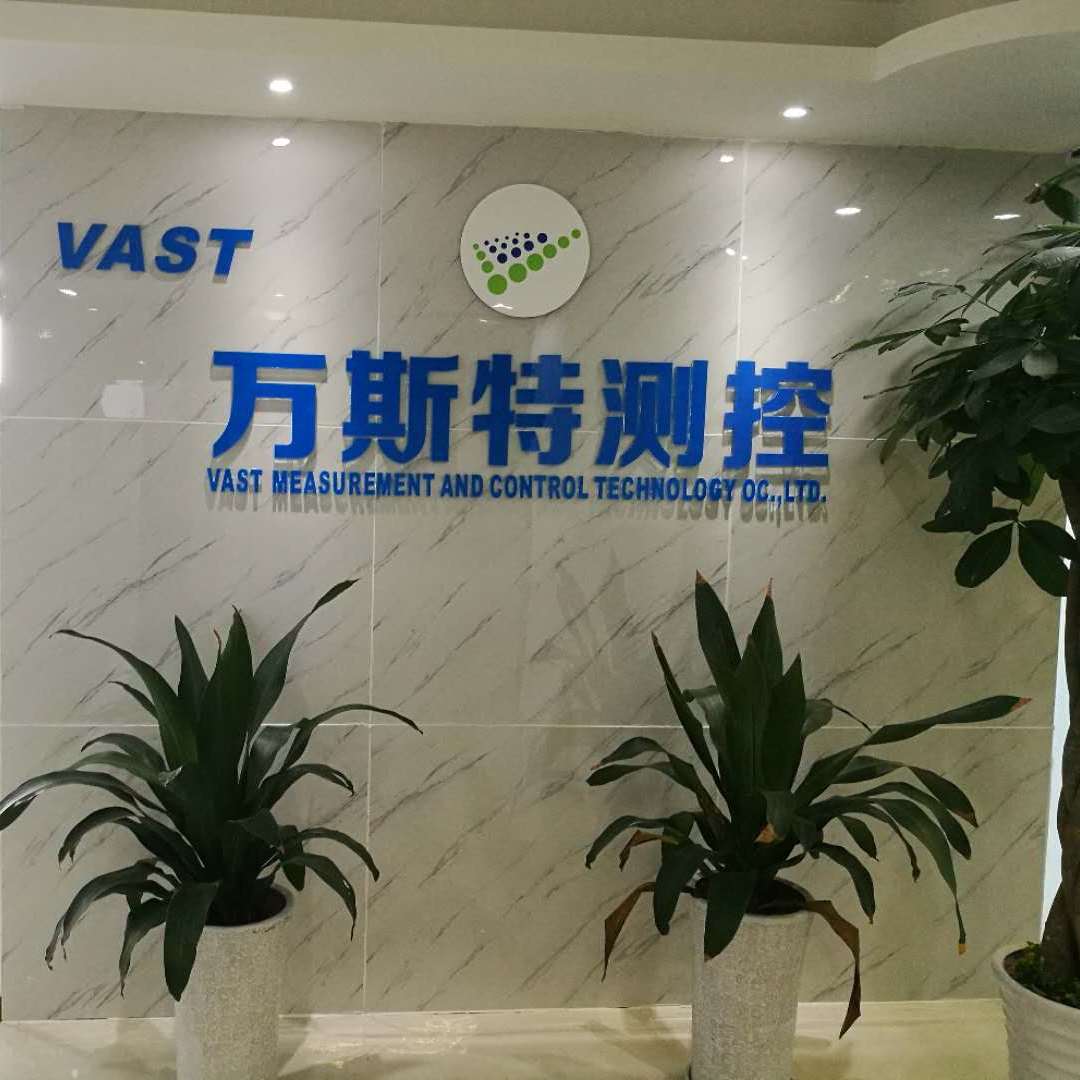 VAST
万斯特测控
VAST MEASUREMENT AND CONTROL TECHNOLOGY OC.,LTD.